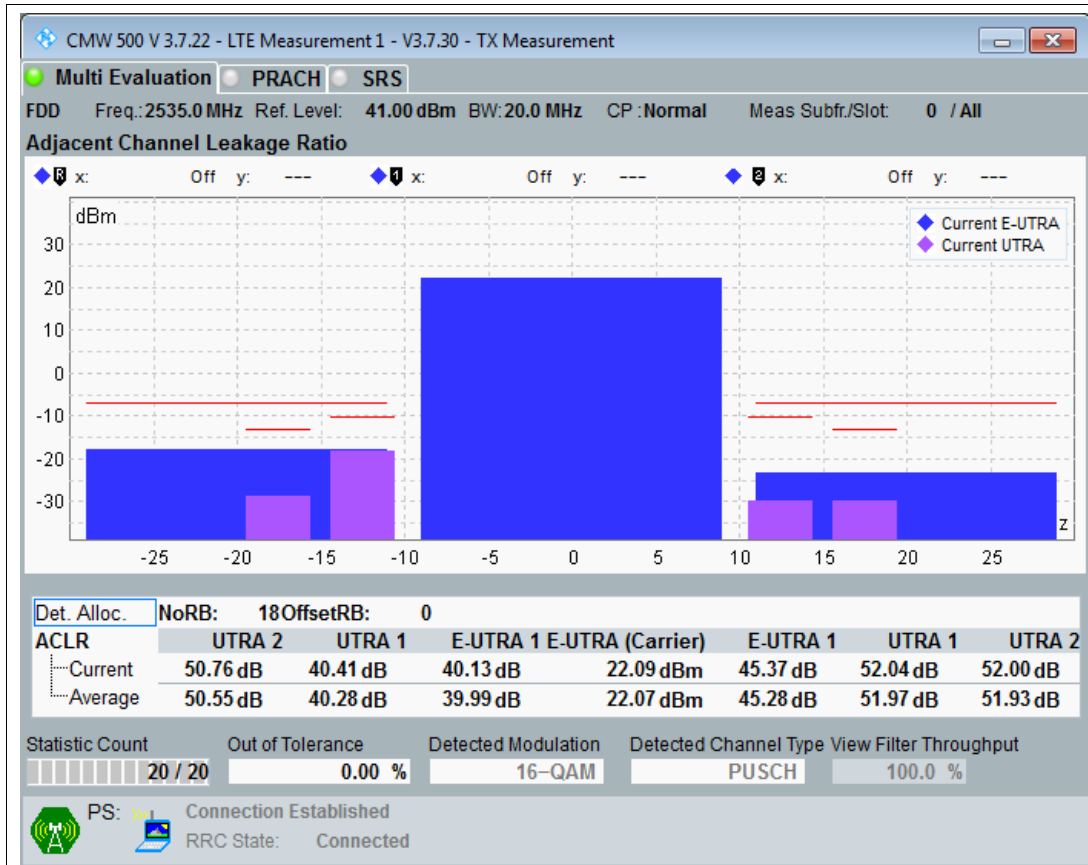 CMW 500 V 3.7.22 - LTE Measurement 1 - V3.7.30 - TX Measurement
Multi Evaluation PRACH SRS
FDD Freq.: 2535.0 MHz Ref. Level: 41.00 dBm BW: 20.0 MHz CP : Normal Meas Subfr./Slot: 0 / All
Adjacent Channel Leakage Ratio
R x: Off y: --- 1 x: Off y: --- 2 x: Off y: ---
dBm
Current E-UTRA
Current UTRA
30
20
10
0
-10
-20
-30
z
-25 -20 -15 -10 -5 0 5 10 15 20 25
Det. Alloc. NoRB: 18 OffsetRB: 0
ACLR UTRA 2 UTRA 1 E-UTRA 1 E-UTRA (Carrier) E-UTRA 1 UTRA 1 UTRA 2
Current 50.76 dB 40.41 dB 40.13 dB 22.09 dBm 45.37 dB 52.04 dB 52.00 dB
Average 50.55 dB 40.28 dB 39.99 dB 22.07 dBm 45.28 dB 51.97 dB 51.93 dB
Statistic Count Out of Tolerance Detected Modulation Detected Channel Type View Filter Throughput
20 / 20 0.00 % 16-QAM PUSCH 100.0 %
PS: Connection Established
RRC State: Connected